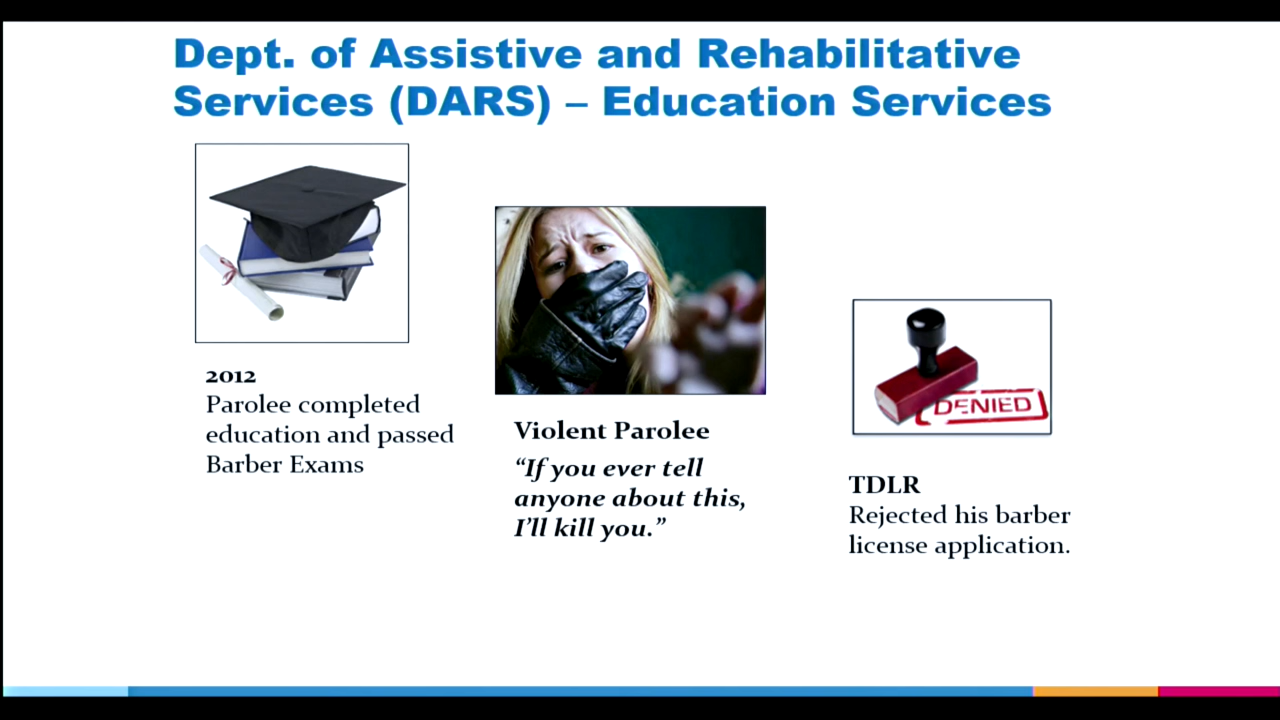 Dept. of Assistive and Rehabilitative
Services (DARS) – Education Services
2012
Parolee completed
education and passed
Barber Exams
Violent Parolee
“If you ever tell
anyone about this,
I’ll kill you.”
DENIED
TDLR
Rejected his barber
license application.